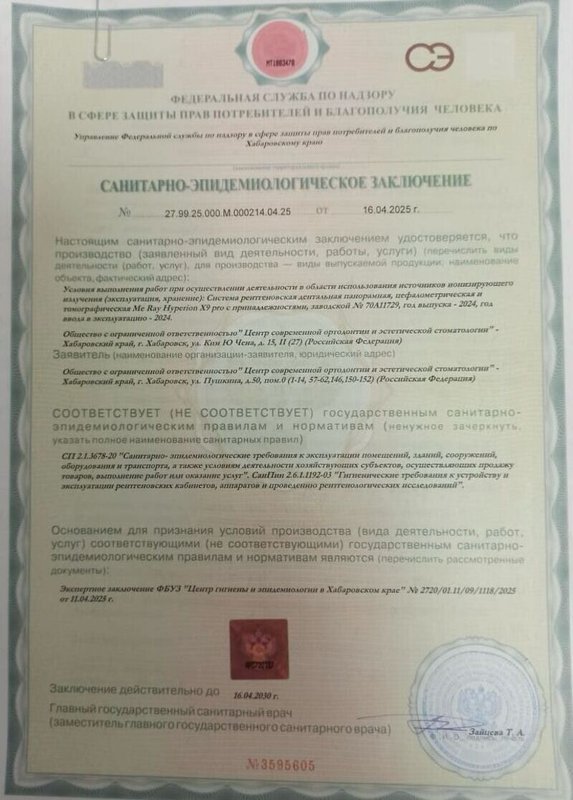 МТ1083470
СЭ
ФЕДЕРАЛЬНАЯ СЛУЖБА ПО НАДЗОРУ
В СФЕРЕ ЗАЩИТЫ ПРАВ ПОТРЕБИТЕЛЕЙ И БЛАГОПОЛУЧИЯ ЧЕЛОВЕКА
Управление Федеральной службы по надзору в сфере защиты прав потребителей и благополучия человека по
Хабаровскому краю
САНИТАРНО-ЭПИДЕМИОЛОГИЧЕСКОЕ ЗАКЛЮЧЕНИЕ
№ 27.99.25.000.М.000214.04.25 ОТ 16.04.2025 г.
Настоящим санитарно-эпидемиологическим заключением удостоверяется, что
производство (заявленный вид деятельности, работы, услуги) (перечислить виды
деятельности (работ, услуг), для производства — виды выпускаемой продукции; наименование
объекта, фактический адрес):
Условия выполнения работ при осуществлении деятельности в области использования источников ионизирующего
излучения (эксплуатация, хранение): Система рентгеновская дентальная панорамная, цефалометрическая и
томографическая Mc Ray Hyperion X9 pro с принадлежностями, заводской № 70A11729, год выпуска - 2024, год
ввода в эксплуатацию - 2024.
Общество с ограниченной ответственностью" Центр современной ортодонтии и эстетической стоматологии" -
Хабаровский край, г. Хабаровск, ул. Ким Ю Чена, д. 15, II (27) (Российская Федерация)
Заявитель (наименование организации-заявителя, юридический адрес)
Общество с ограниченной ответственностью" Центр современной ортодонтии и эстетической стоматологии" -
Хабаровский край, г. Хабаровск, ул. Пушкина, д.50, пом.0 (1-14, 57-62,146,150-152) (Российская Федерация)
СООТВЕТСТВУЕТ (НЕ СООТВЕТСТВУЕТ) государственным санитарно-
эпидемиологическим правилам и нормативам (ненужное зачеркнуть,
указать полное наименование санитарных правил)
СП 2.1.3678-20 "Санитарно- эпидемиологические требования к эксплуатации помещений, зданий, сооружений,
оборудования и транспорта, а также условиям деятельности хозяйствующих субъектов, осуществляющих продажу
товаров, выполнение работ или оказание услуг". СанПин 2.6.1.1192-03 "Гигиенические требования к устройству и
эксплуатации рентгеновских кабинетов, аппаратов и проведению рентгенологических исследований".
Основанием для признания условий производства (вида деятельности, работ,
услуг) соответствующими (не соответствующими) государственным санитарно-
эпидемиологическим правилам и нормативам являются (перечислить рассмотренные
документы):
Экспертное заключение ФБУЗ "Центр гигиены и эпидемиологии в Хабаровском крае" № 2720/01.11/09/1118/2025
от 11.04.2025 г.
Заключение действительно до 16.04.2030 г.
Главный государственный санитарный врач
(заместитель главного государственного санитарного врача)
Зайцева Т. А.
№3595605